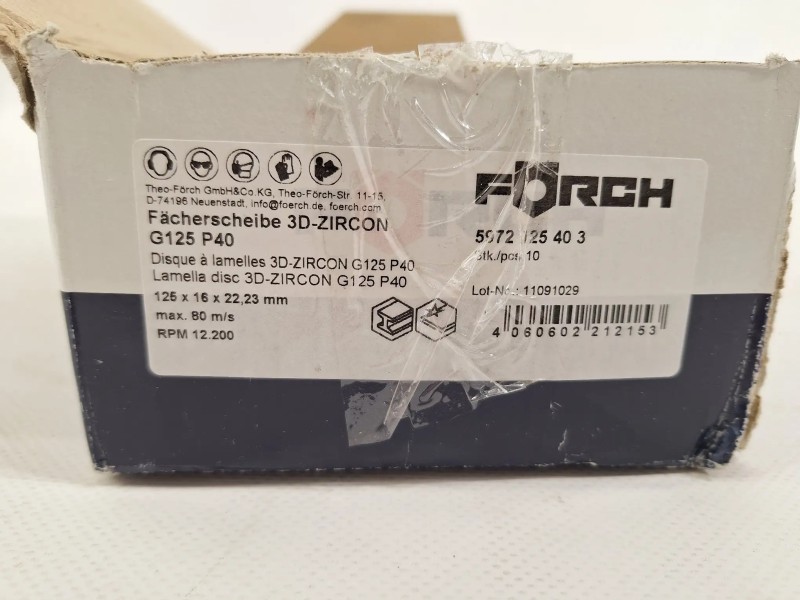 Theo-Förch GmbH&Co.KG, Theo-Förch-Str. 11-15,
D-74196 Neuenstadt, info@foerch.de, foerch.com
Fächerscheibe 3D-ZIRCON
G125 P40
Disque à lamelles 3D-ZIRCON G125 P40
Lamella disc 3D-ZIRCON G125 P40
125 x 16 x 22,23 mm
max. 80 m/s
RPM 12.200
FÖRCH
5972 125 40 3
Stk./pcs. 10
Lot-No.: 11091029
4 060602 212153